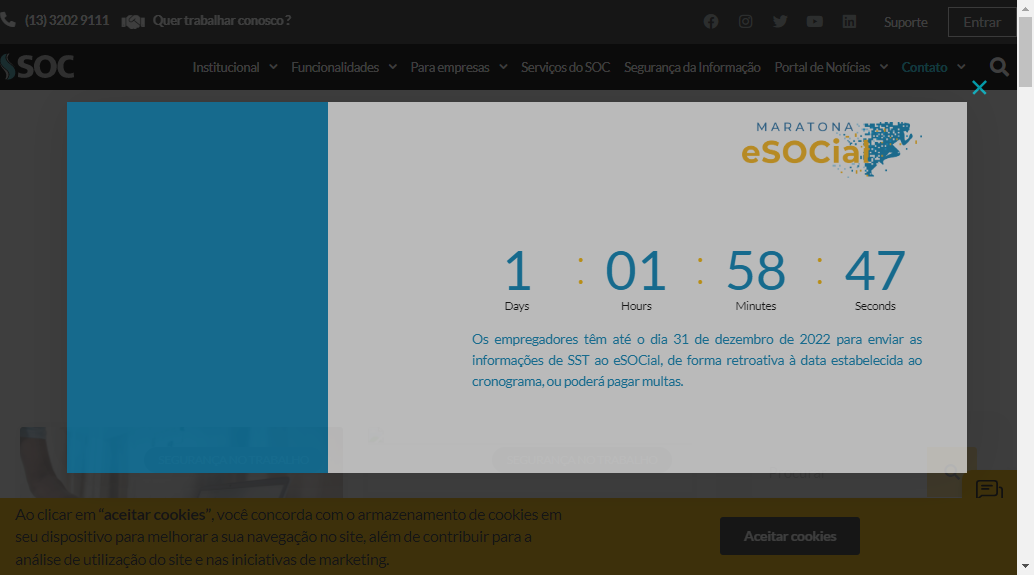 (13) 3202 9111 Quer trabalhar conosco ?
Suporte Entrar
SOC Institucional Funcionalidades Para empresas Serviços do SOC Segurança da Informação Portal de Notícias Contato
MARATONA
eSOCial
1 : 01 : 58 : 47
Days Hours Minutes Seconds
Os empregadores têm até o dia 31 de dezembro de 2022 para enviar as
informações de SST ao eSOCial, de forma retroativa à data estabelecida ao
cronograma, ou poderá pagar multas.
Ao clicar em "aceitar cookies", você concorda com o armazenamento de cookies em
seu dispositivo para melhorar a sua navegação no site, além de contribuir para a
análise de utilização do site e nas iniciativas de marketing.
Aceitar cookies